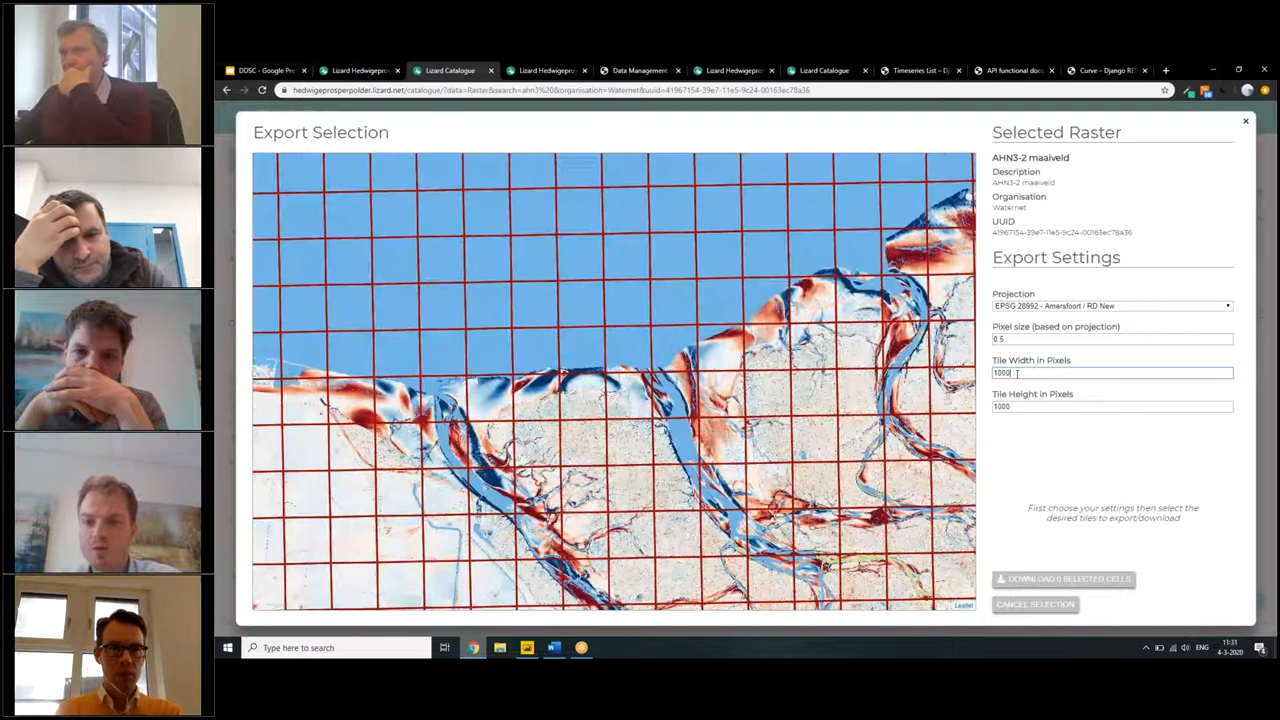 DDSC - Google Pre
Lizard Hedwigepro
Lizard Catalogue
Lizard Hedwigepro
Data Management
Lizard Hedwigepro
Lizard Catalogue
Timeseries List – Dj
API functional doc
Curve – Django RE
hedwigeprosperpolder.lizard.net/catalogue/?data=Raster&search=ahn3%20&organisation=Waternet&uuid=41967154-39e7-11e5-9c24-00163ec78a36
Export Selection
Selected Raster
AHN3-2 maaiveld
Description
AHN3-2 maaiveld
Organisation
Waternet
UUID
41967154-39e7-11e5-9c24-00163ec78a36
Export Settings
Projection
EPSG:28992 - Amersfoort / RD New
Pixel size (based on projection)
0.5
Tile Width in Pixels
1000
Tile Height in Pixels
1000
First choose your settings then select the
desired tiles to export/download
DOWNLOAD 0 SELECTED CELLS
CANCEL SELECTION
Leaflet
Type here to search
ENG
11:31
4-3-2020